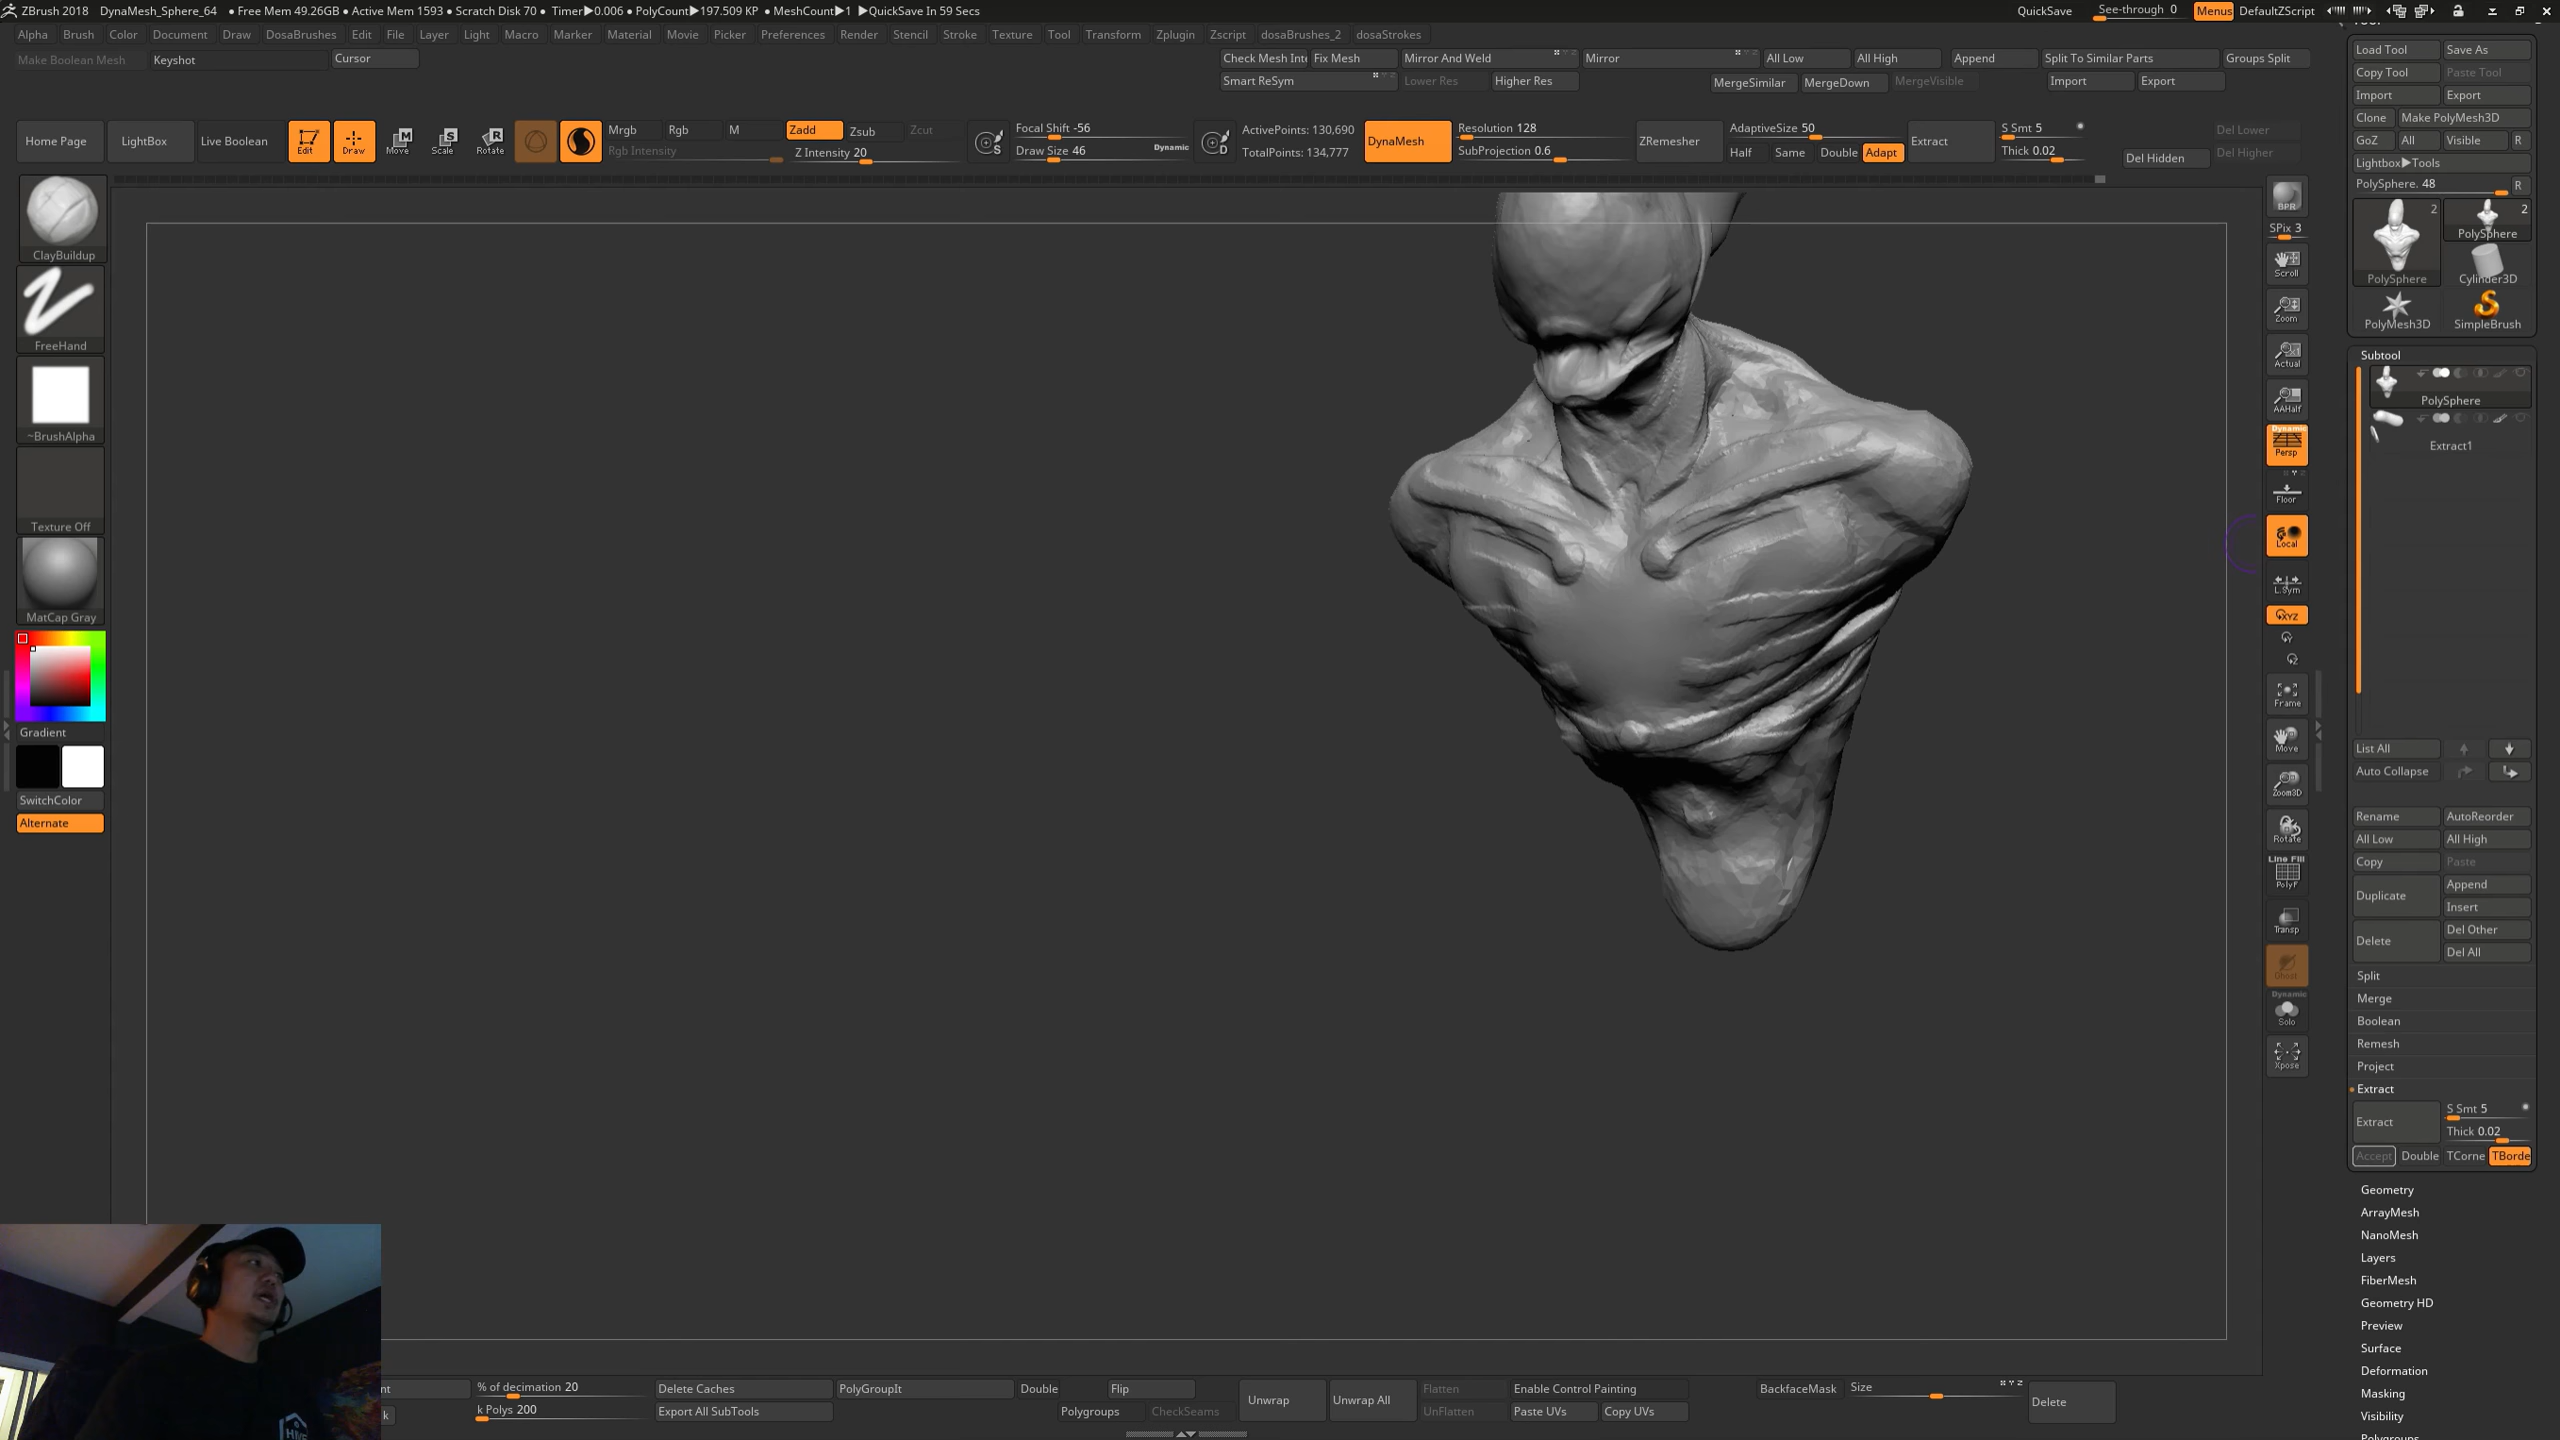 ZBrush 2018 DynaMesh_Sphere_64 ● Free Mem 49.26GB ● Active Mem 1593 ● Scratch Disk 70 ● Timer▶0.006 ● PolyCount▶197.509 KP ● MeshCount▶1 ▶QuickSave In 59 Secs QuickSave See-through 0 Menus DefaultZScript
Alpha Brush Color Document Draw DosaBrushes Edit File Layer Light Macro Marker Material Movie Picker Preferences Render Stencil Stroke Texture Tool Transform Zplugin Zscript dosaBrushes_2 dosaStrokes
Make Boolean Mesh Keyshot Cursor
Check Mesh Inte Fix Mesh Mirror And Weld Mirror All Low All High Append Split To Similar Parts Groups Split
Smart ReSym Lower Res Higher Res MergeSimilar MergeDown MergeVisible Import Export
Home Page LightBox Live Boolean Edit Draw Move Scale Rotate
Mrgb Rgb M Zadd Zsub Zcut
Rgb Intensity Z Intensity 20
Focal Shift -56
Draw Size 46 Dynamic
ActivePoints: 130,690
TotalPoints: 134,777
DynaMesh
Resolution 128
SubProjection 0.6
ZRemesher
AdaptiveSize 50
Half Same Double Adapt
Extract
S Smt 5
Thick 0.02
Del Hidden
Del Lower
Del Higher
ClayBuildup
FreeHand
~BrushAlpha
Texture Off
MatCap Gray
Gradient
SwitchColor
Alternate
BPR
SPix 3
Scroll
Zoom
Actual
AAHalf
Dynamic
Persp
Floor
Local
L.Sym
XYZ
Frame
Move
Zoom3D
Rotate
Line Fill
PolyF
Transp
Ghost
Dynamic
Solo
Xpose
Load Tool Save As
Copy Tool Paste Tool
Import Export
Clone Make PolyMesh3D
GoZ All Visible R
Lightbox▶Tools
PolySphere. 48 R
2 2
PolySphere
PolySphere Cylinder3D
PolyMesh3D SimpleBrush
Subtool
PolySphere
Extract1
List All
Auto Collapse
Rename AutoReorder
All Low All High
Copy Paste
Duplicate Append
Insert
Delete Del Other
Del All
Split
Merge
Boolean
Remesh
Project
Extract
Extract S Smt 5
Thick 0.02
Accept Double TCorne TBorde
Geometry
ArrayMesh
NanoMesh
Layers
FiberMesh
Geometry HD
Preview
Surface
Deformation
Masking
Visibility
Polygroups
nt % of decimation 20 Delete Caches PolyGroupIt Double Flip Unwrap Unwrap All Flatten Enable Control Painting BackfaceMask Size Delete
k k Polys 200 Export All SubTools Polygroups CheckSeams UnFlatten Paste UVs Copy UVs